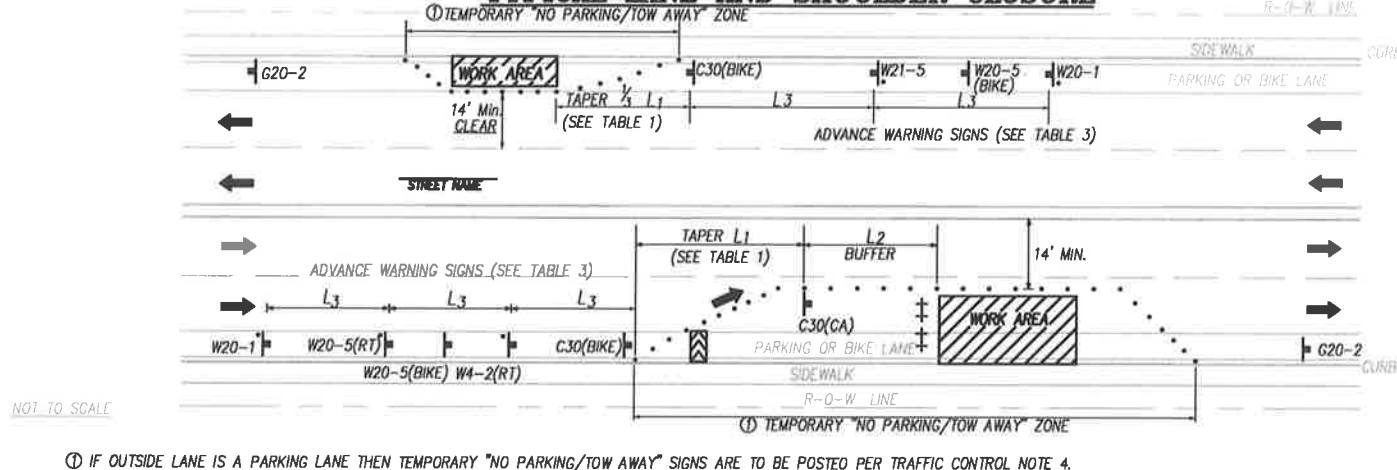 TYPICAL LANE AND SHOULDER CLOSURE
① TEMPORARY "NO PARKING/TOW AWAY" ZONE
R-O-W LINE
SIDEWALK
CURB
G20-2
WORK AREA
C30(BIKE)
W21-5
W20-5
(BIKE)
W20-1
PARKING OR BIKE LANE
TAPER ⅓ L1
(SEE TABLE 1)
L3
L3
14' Min.
CLEAR
ADVANCE WARNING SIGNS (SEE TABLE 3)
STREET NAME
TAPER L1
(SEE TABLE 1)
L2
BUFFER
14' MIN.
ADVANCE WARNING SIGNS (SEE TABLE 3)
L3
L3
L3
W20-1
W20-5(RT)
C30(BIKE)
C30(CA)
WORK AREA
PARKING OR BIKE LANE
G20-2
W20-5(BIKE) W4-2(RT)
SIDEWALK
CURB
R-O-W LINE
NOT TO SCALE
① TEMPORARY "NO PARKING/TOW AWAY" ZONE
① IF OUTSIDE LANE IS A PARKING LANE THEN TEMPORARY "NO PARKING/TOW AWAY" SIGNS ARE TO BE POSTED PER TRAFFIC CONTROL NOTE 4.